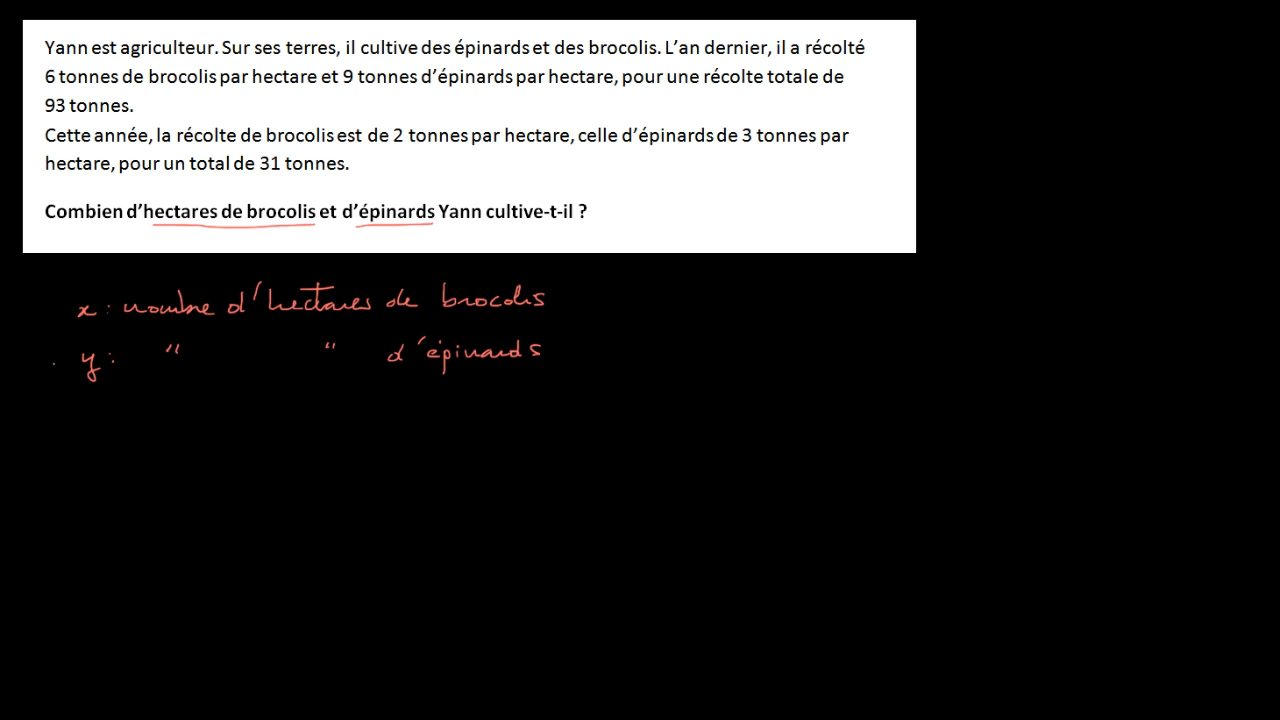 Yann est agriculteur. Sur ses terres, il cultive des épinards et des brocolis. L’an dernier, il a récolté
6 tonnes de brocolis par hectare et 9 tonnes d’épinards par hectare, pour une récolte totale de
93 tonnes.
Cette année, la récolte de brocolis est de 2 tonnes par hectare, celle d’épinards de 3 tonnes par
hectare, pour un total de 31 tonnes.
Combien d’hectares de brocolis et d’épinards Yann cultive-t-il ?
x : nombre d'hectares de brocolis
y : " " d'épinards